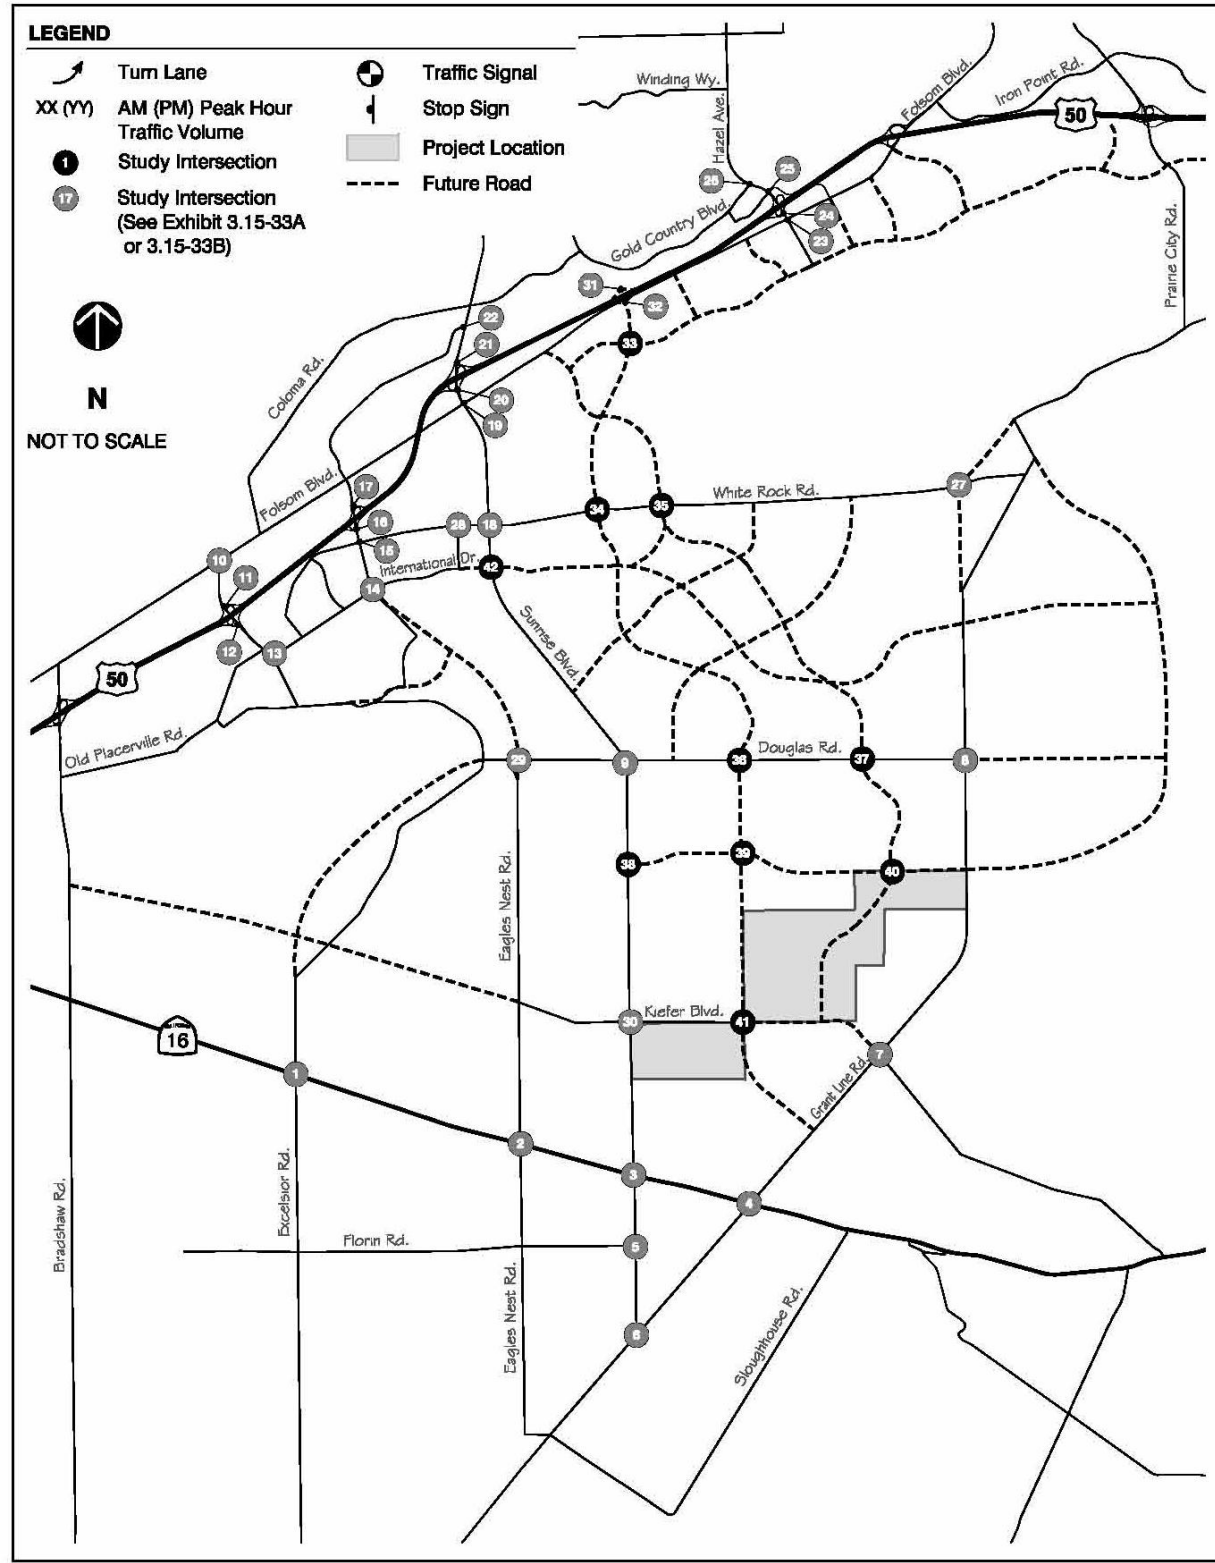 LEGEND
Turn Lane
XX (YY) AM (PM) Peak Hour
Traffic Volume
1 Study Intersection
17 Study Intersection
(See Exhibit 3.15-33A
or 3.15-33B)
Traffic Signal
Stop Sign
Project Location
Future Road
N
NOT TO SCALE
Winding Wy.
Hazel Ave.
Folsom Blvd.
Iron Point Rd.
50
Prairie City Rd.
26
25
24
23
Gold Country Blvd.
31
32
33
22
21
20
19
Coloma Rd.
Folsom Blvd.
17
16
15
28
18
34
35
White Rock Rd.
27
10
11
12
13
14
International Dr.
42
Sunrise Blvd.
50
Old Placerville Rd.
29
9
36
Douglas Rd.
37
8
38
39
40
Eagles Nest Rd.
16
30
Kiefer Blvd.
41
7
Grant Line Rd.
1
2
3
4
5
6
Bradshaw Rd.
Excelsior Rd.
Florin Rd.
Eagles Nest Rd.
Sloughhouse Rd.